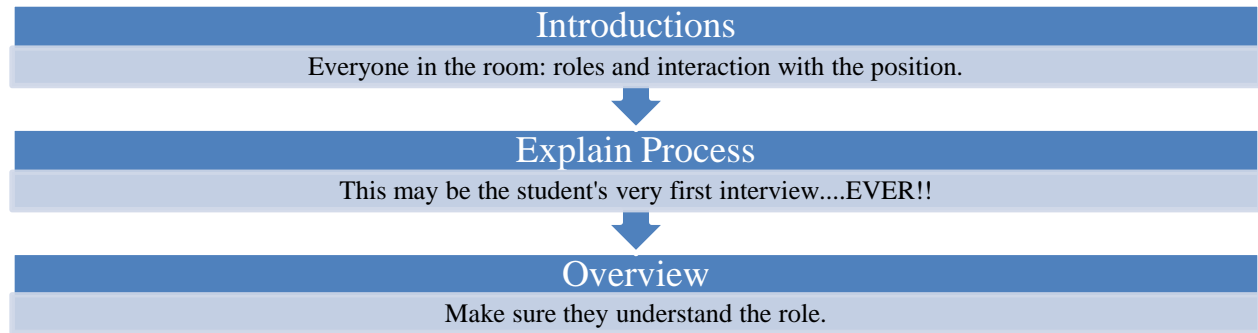 Introductions
Everyone in the room: roles and interaction with the position.
Explain Process
This may be the student's very first interview....EVER!!
Overview
Make sure they understand the role.